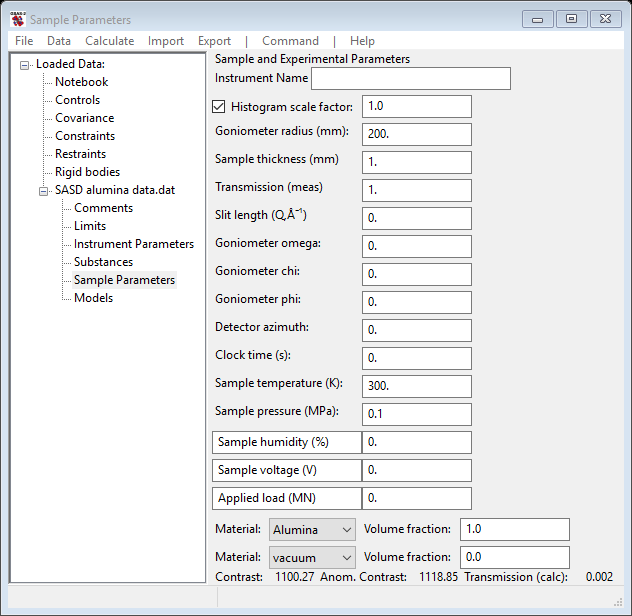 Sample Parameters
File Data Calculate Import Export | Command | Help
Loaded Data:
Notebook
Controls
Covariance
Constraints
Restraints
Rigid bodies
SASD alumina data.dat
Comments
Limits
Instrument Parameters
Substances
Sample Parameters
Models
Sample and Experimental Parameters
Instrument Name
Histogram scale factor: 1.0
Goniometer radius (mm): 200.
Sample thickness (mm) 1.
Transmission (meas) 1.
Slit length (Q,Å⁻¹) 0.
Goniometer omega: 0.
Goniometer chi: 0.
Goniometer phi: 0.
Detector azimuth: 0.
Clock time (s): 0.
Sample temperature (K): 300.
Sample pressure (MPa): 0.1
Sample humidity (%) 0.
Sample voltage (V) 0.
Applied load (MN) 0.
Material: Alumina Volume fraction: 1.0
Material: vacuum Volume fraction: 0.0
Contrast: 1100.27 Anom. Contrast: 1118.85 Transmission (calc): 0.002